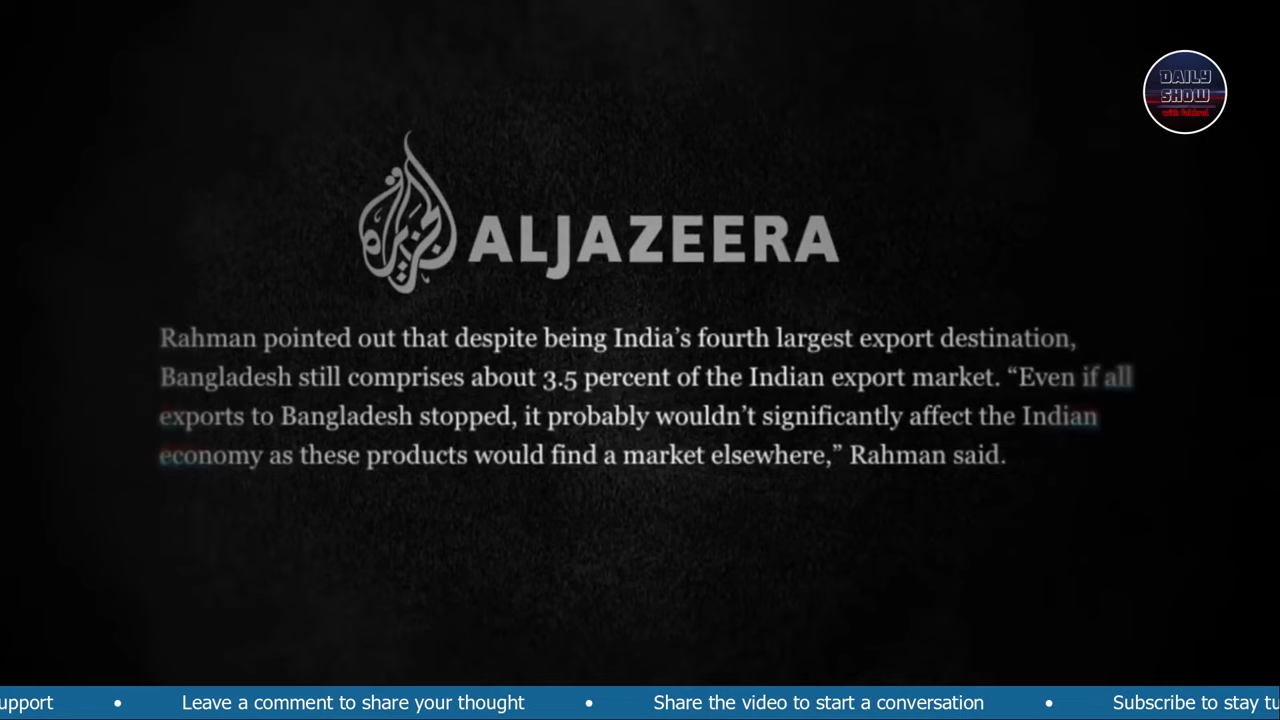 DAILY
SHOW
ALJAZEERA
Rahman pointed out that despite being India’s fourth largest export destination,
Bangladesh still comprises about 3.5 percent of the Indian export market. “Even if all
exports to Bangladesh stopped, it probably wouldn’t significantly affect the Indian
economy as these products would find a market elsewhere,” Rahman said.
upport • Leave a comment to share your thought • Share the video to start a conversation • Subscribe to stay tu